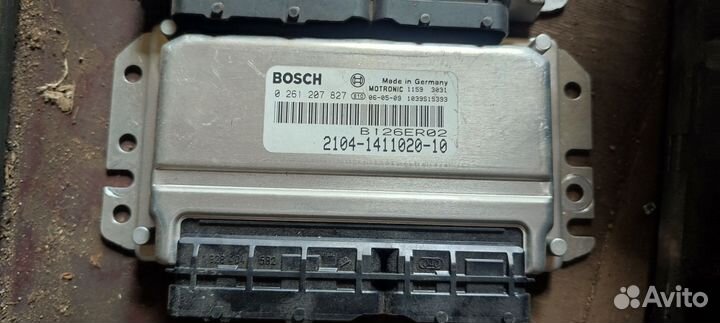 BOSCH
Made in Germany
MOTRONIC 1159 3031
0 261 207 827 06-05-09 1039S15393
B126ER02
2104-1411020-10
Avito